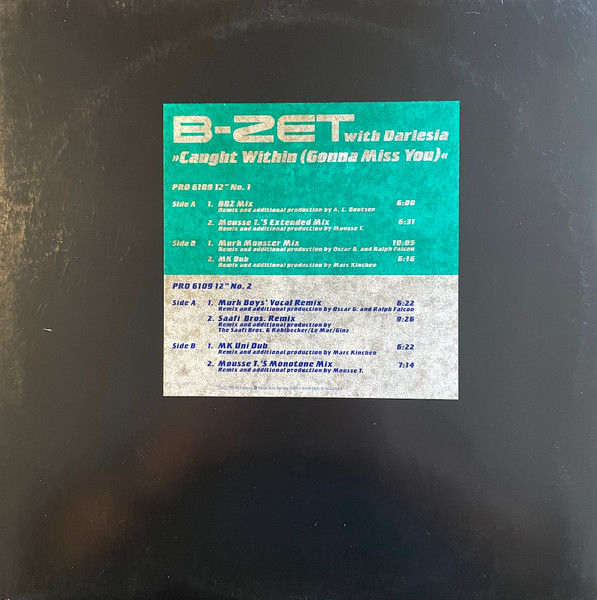 B-ZET with Darlesia
»Caught Within (Gonna Miss You)«
PRO 6109 12" No. 1
Side A 1. BBZ Mix 6:00
Remix and additional production by A. C. Boutsen
2. Mousse T.'S Extended Mix 6:31
Remix and additional production by Mousse T.
Side B 1. Murk Monster Mix 10:05
Remix and additional production by Oscar G. and Ralph Falcon
2. MK Dub 6:16
Remix and additional production by Marc Kinchen
PRO 6109 12" No. 2
Side A 1. Murk Boys' Vocal Remix 6:22
Remix and additional production by Oscar G. and Ralph Falcon
2. Saafi Bros. Remix 9:26
Remix and additional production by
The Saafi Bros. & Kohlbecker/Le Mar/Ginz
Side B 1. MK Uni Dub 6:22
Remix and additional production by Marc Kinchen
2. Mousse T.'S Monotone Mix 7:14
Remix and additional production by Mousse T.